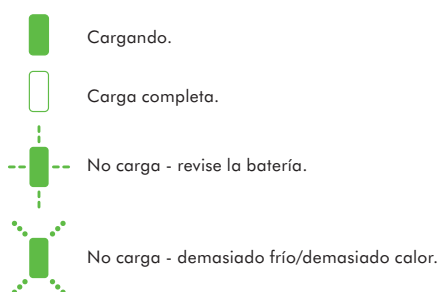 Cargando.
Carga completa.
No carga - revise la batería.
No carga - demasiado frío/demasiado calor.